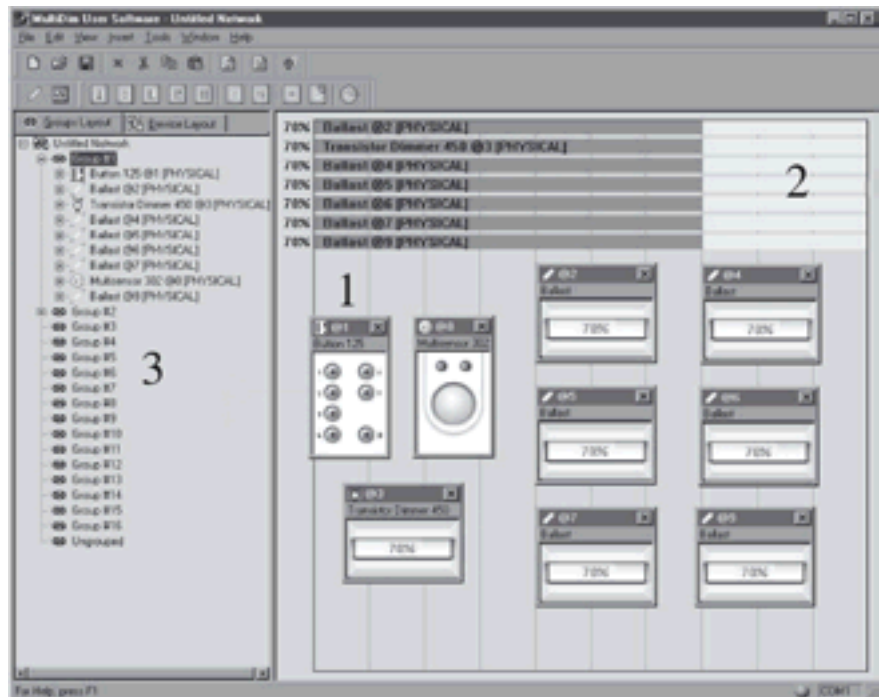 MultiDim User Software - Untitled Network
File Edit View Insert Tools Window Help
Groups Layout Device Layout
Untitled Network
Group #1
Button 125 @1 [PHYSICAL]
Ballast @2 [PHYSICAL]
Transistor Dimmer 450 @3 [PHYSICAL]
Ballast @4 [PHYSICAL]
Ballast @5 [PHYSICAL]
Ballast @6 [PHYSICAL]
Ballast @7 [PHYSICAL]
Multisensor 302 @8 [PHYSICAL]
Ballast @9 [PHYSICAL]
Group #2
Group #3
Group #4
Group #5
Group #6
Group #7
Group #8
Group #9
Group #10
Group #11
Group #12
Group #13
Group #14
Group #15
Group #16
Ungrouped
3
70% Ballast @2 [PHYSICAL]
70% Transistor Dimmer 450 @3 [PHYSICAL]
70% Ballast @4 [PHYSICAL]
70% Ballast @5 [PHYSICAL]
70% Ballast @6 [PHYSICAL]
70% Ballast @7 [PHYSICAL]
70% Ballast @9 [PHYSICAL]
2
1
@1
Button 125
@8
Multisensor 302
@2
Ballast
70%
@4
Ballast
70%
@5
Ballast
70%
@6
Ballast
70%
@3
Transistor Dimmer 450
70%
@7
Ballast
70%
@9
Ballast
70%
For Help, press F1
COM1